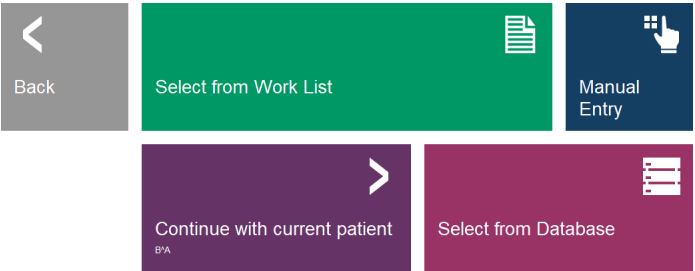 Back
Select from Work List
Manual
Entry
Continue with current patient
B^A
Select from Database